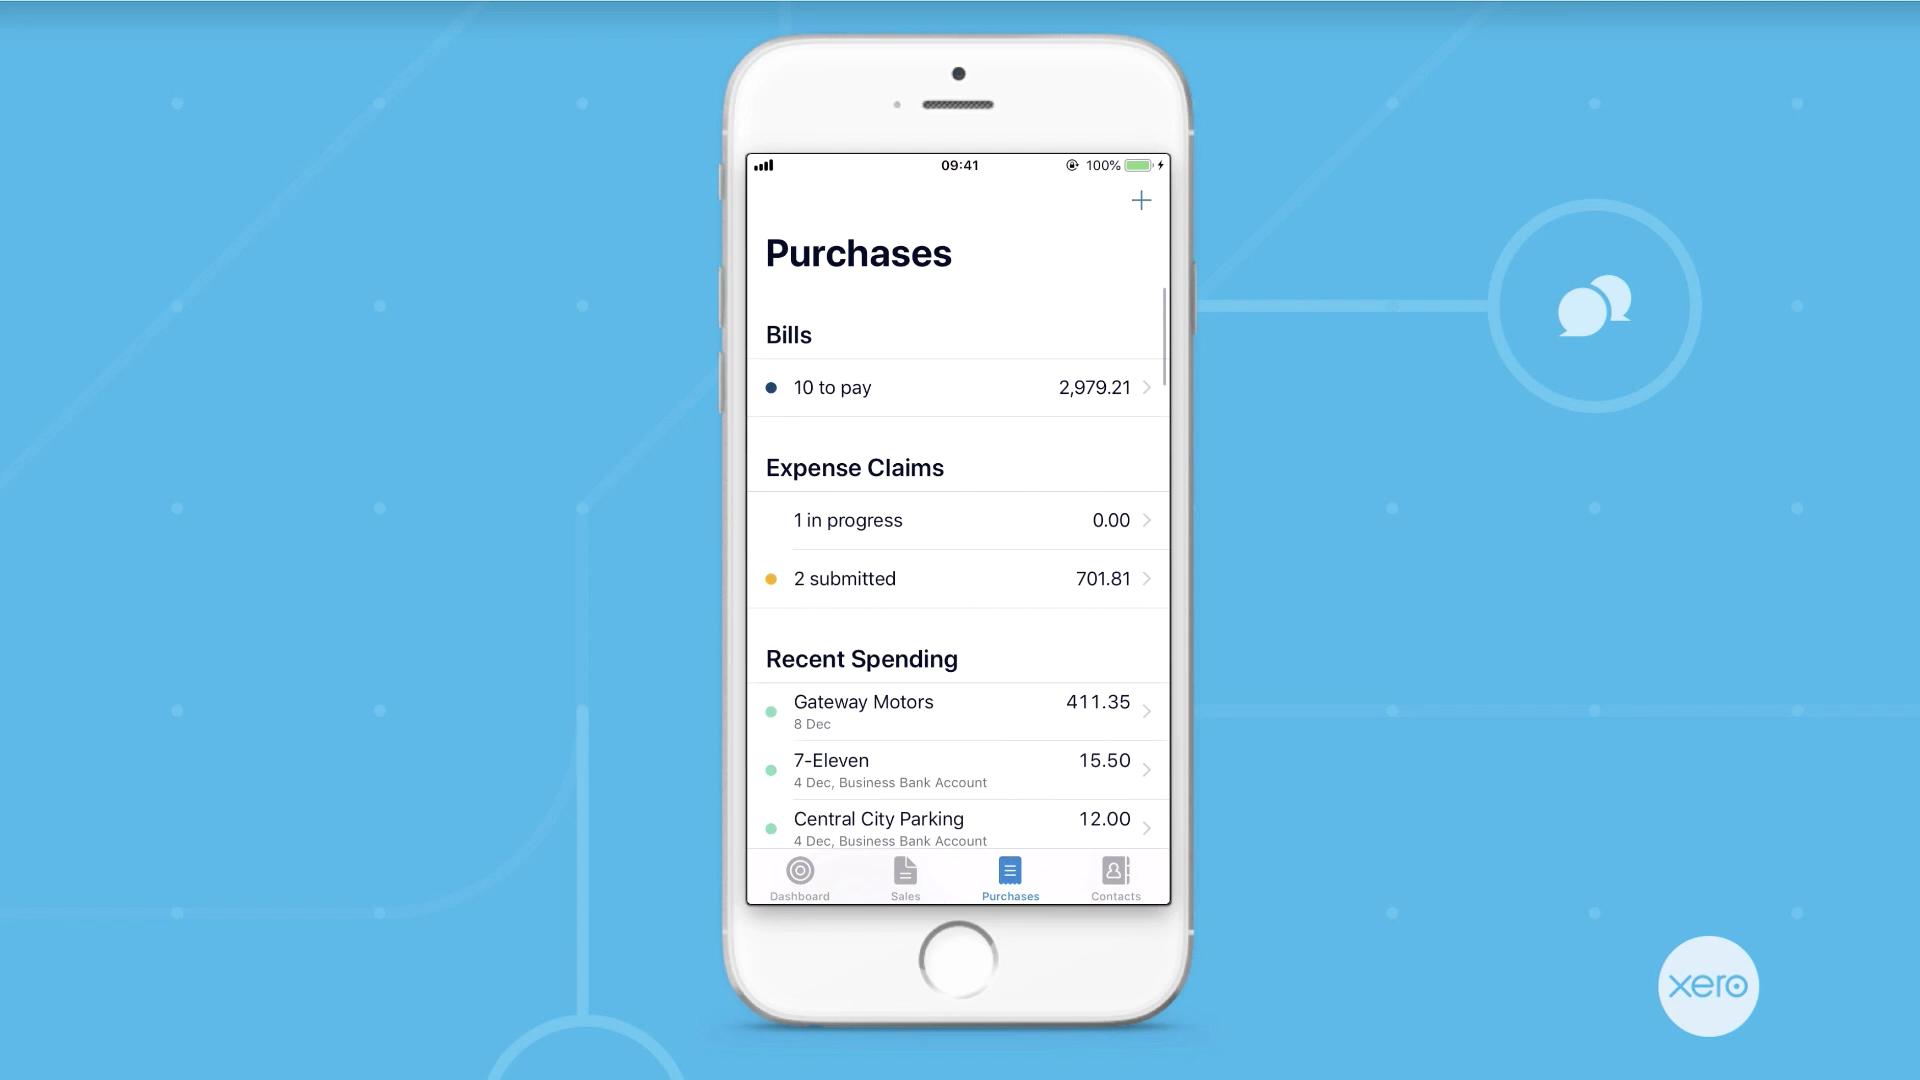 09:41
100%
Purchases
Bills
10 to pay 2,979.21
Expense Claims
1 in progress 0.00
2 submitted 701.81
Recent Spending
Gateway Motors 411.35
8 Dec
7-Eleven 15.50
4 Dec, Business Bank Account
Central City Parking 12.00
4 Dec, Business Bank Account
Dashboard Sales Purchases Contacts
xero